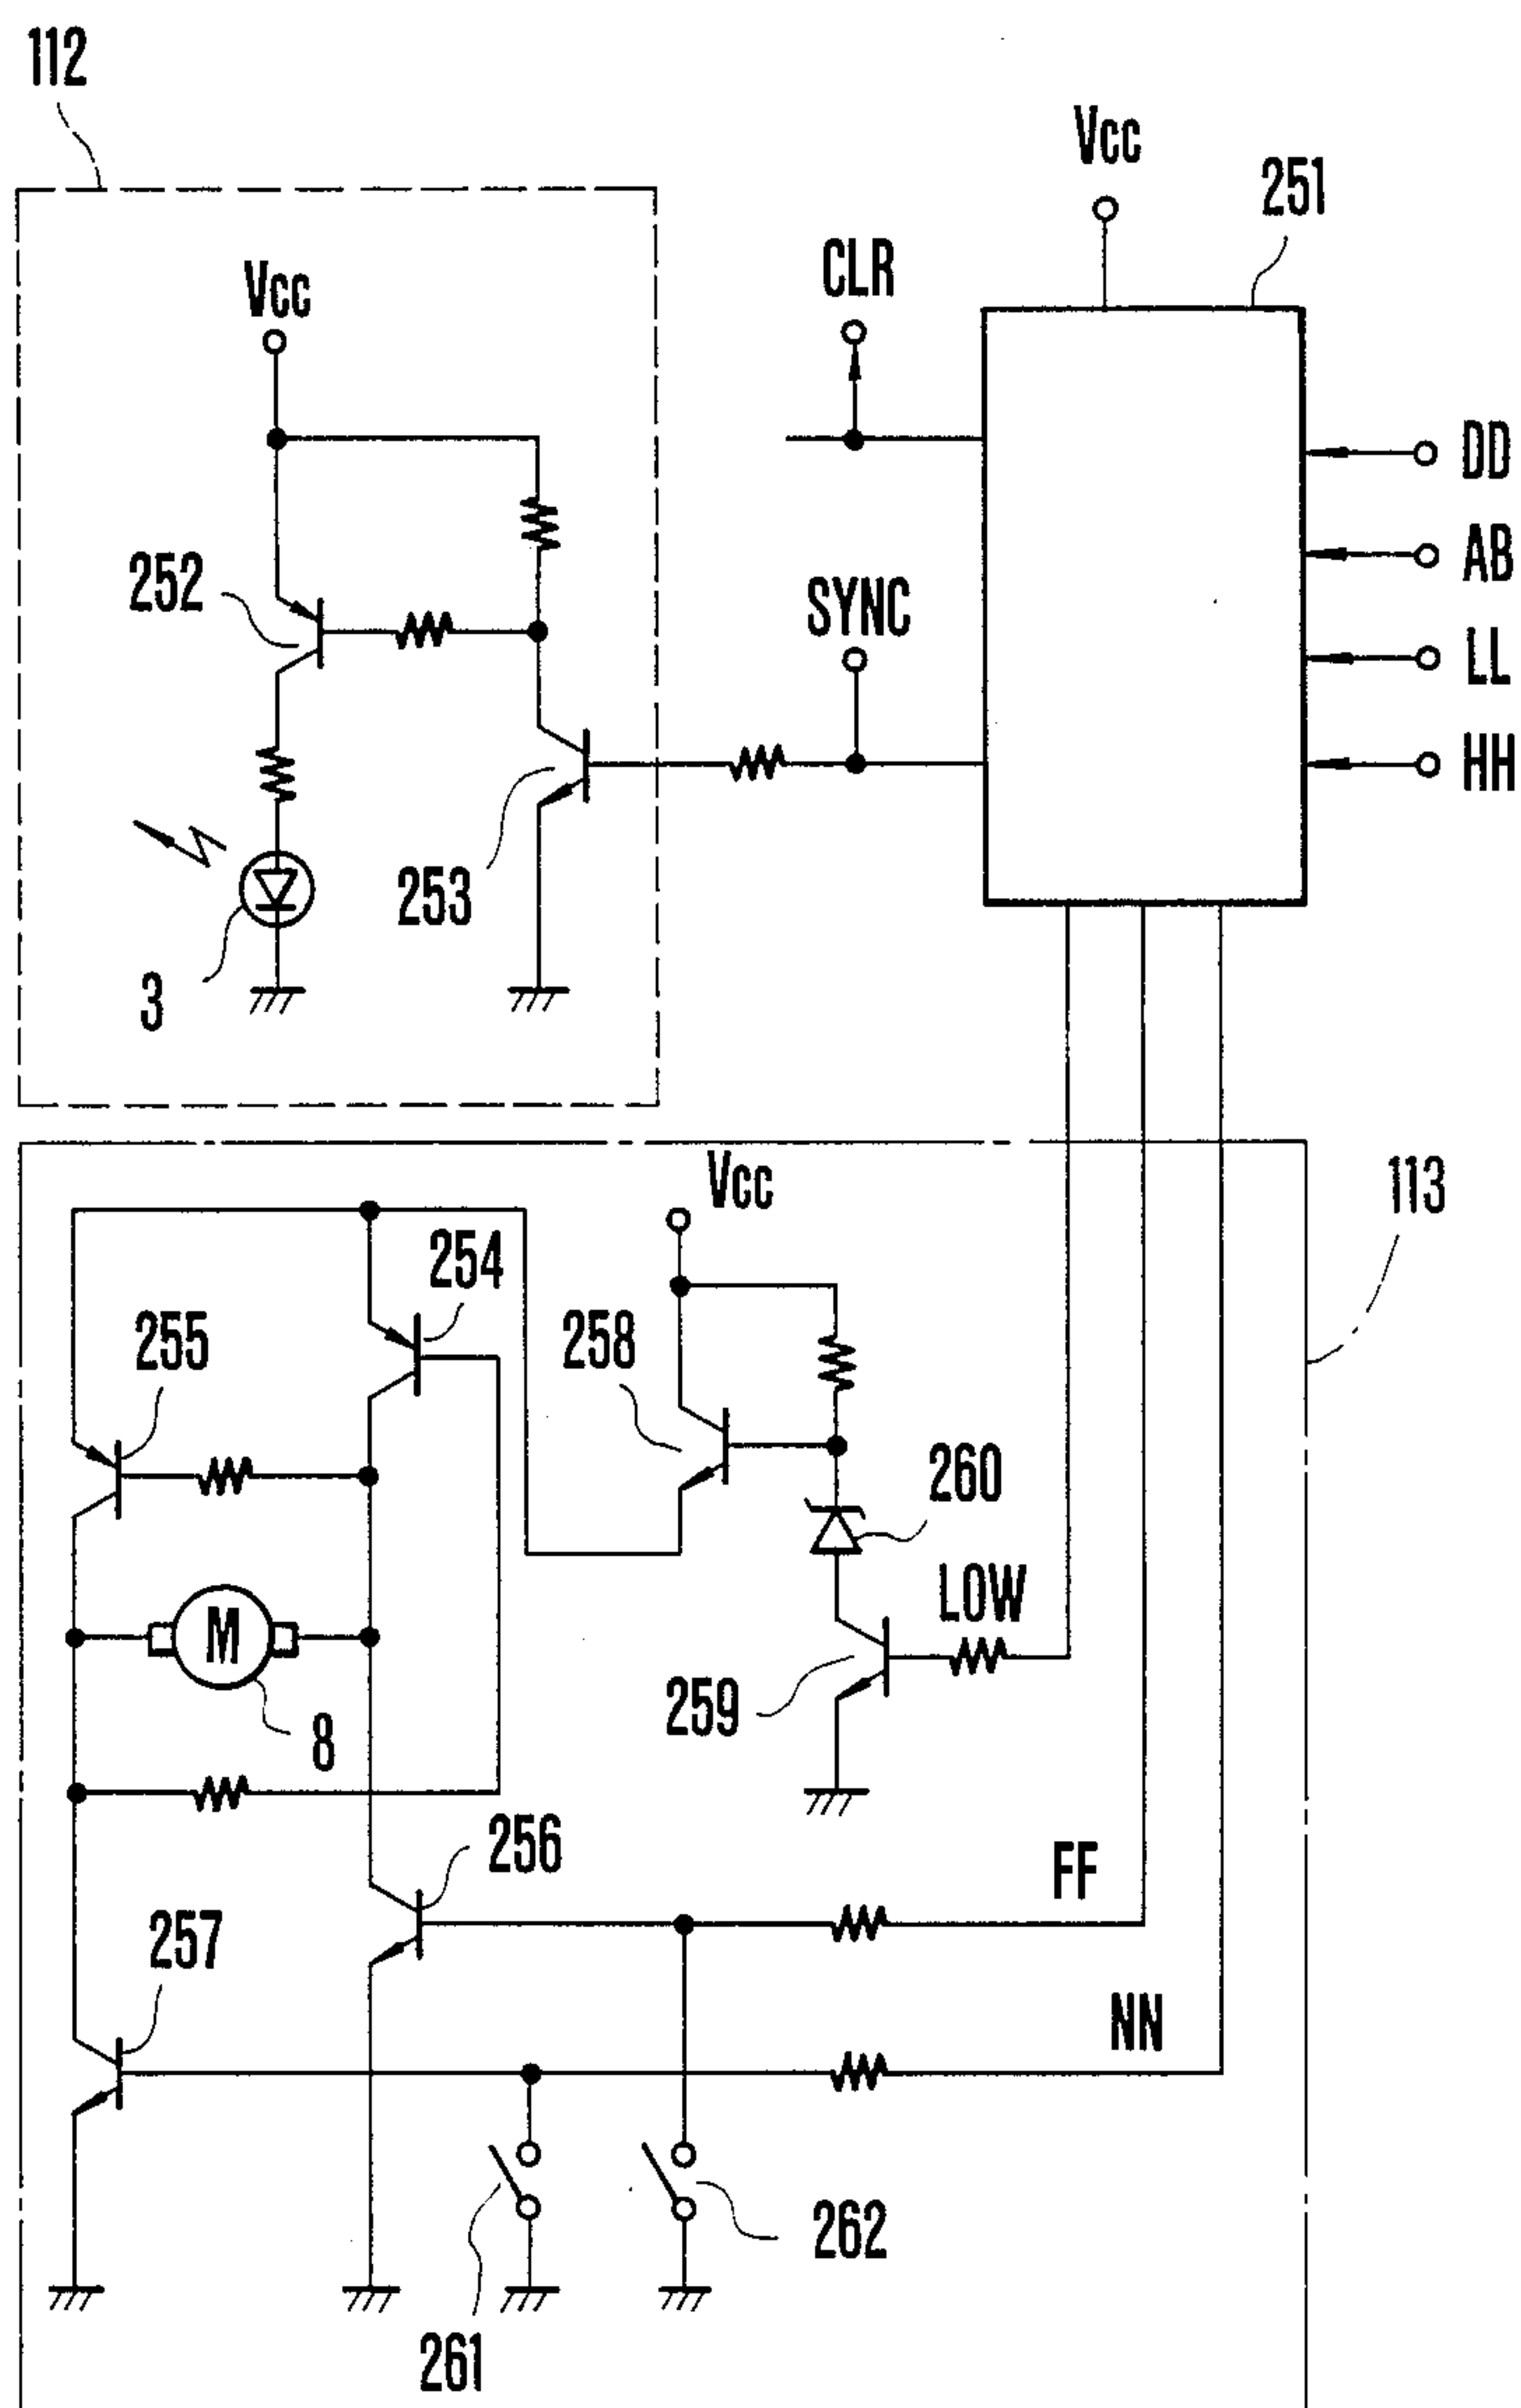 112
Vcc
251
CLR
Vcc
DD
252
AB
SYNC
LL
HH
253
3
Vcc
113
254
255
258
260
LOW
M
259
8
256
FF
257
NN
262
261